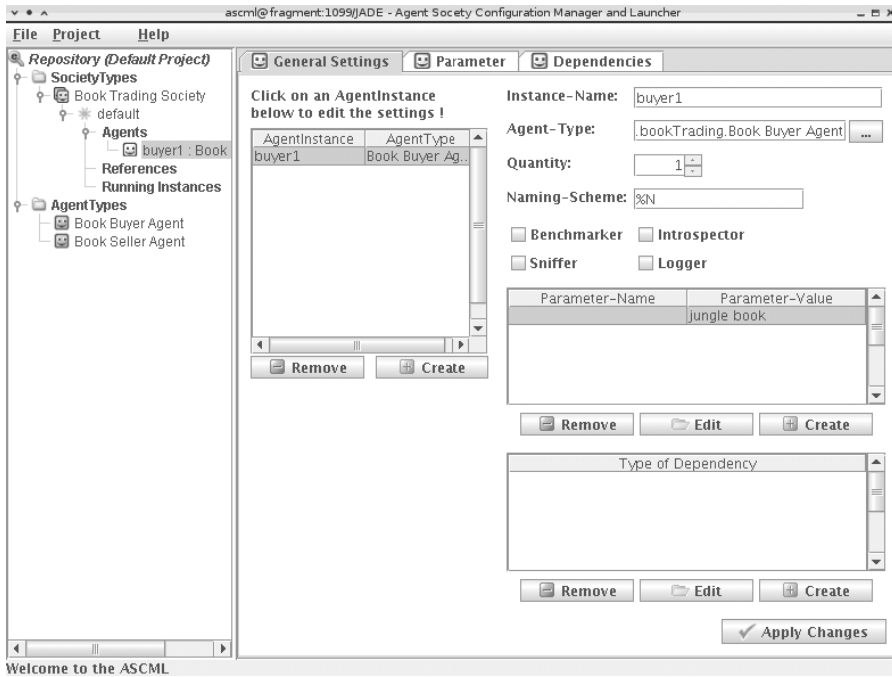 ascml@fragment:1099/JADE - Agent Socety Configuration Manager and Launcher
File Project Help
Repository (Default Project)
SocietyTypes
Book Trading Society
default
Agents
buyer1 : Book
References
Running Instances
AgentTypes
Book Buyer Agent
Book Seller Agent
General Settings Parameter Dependencies
Click on an AgentInstance
below to edit the settings !
AgentInstance AgentType
buyer1 Book Buyer Ag..
Remove Create
Instance-Name: buyer1
Agent-Type: .bookTrading.Book Buyer Agent ...
Quantity: 1
Naming-Scheme: %N
Benchmarker Introspector
Sniffer Logger
Parameter-Name Parameter-Value
jungle book
Remove Edit Create
Type of Dependency
Remove Edit Create
Apply Changes
Welcome to the ASCML